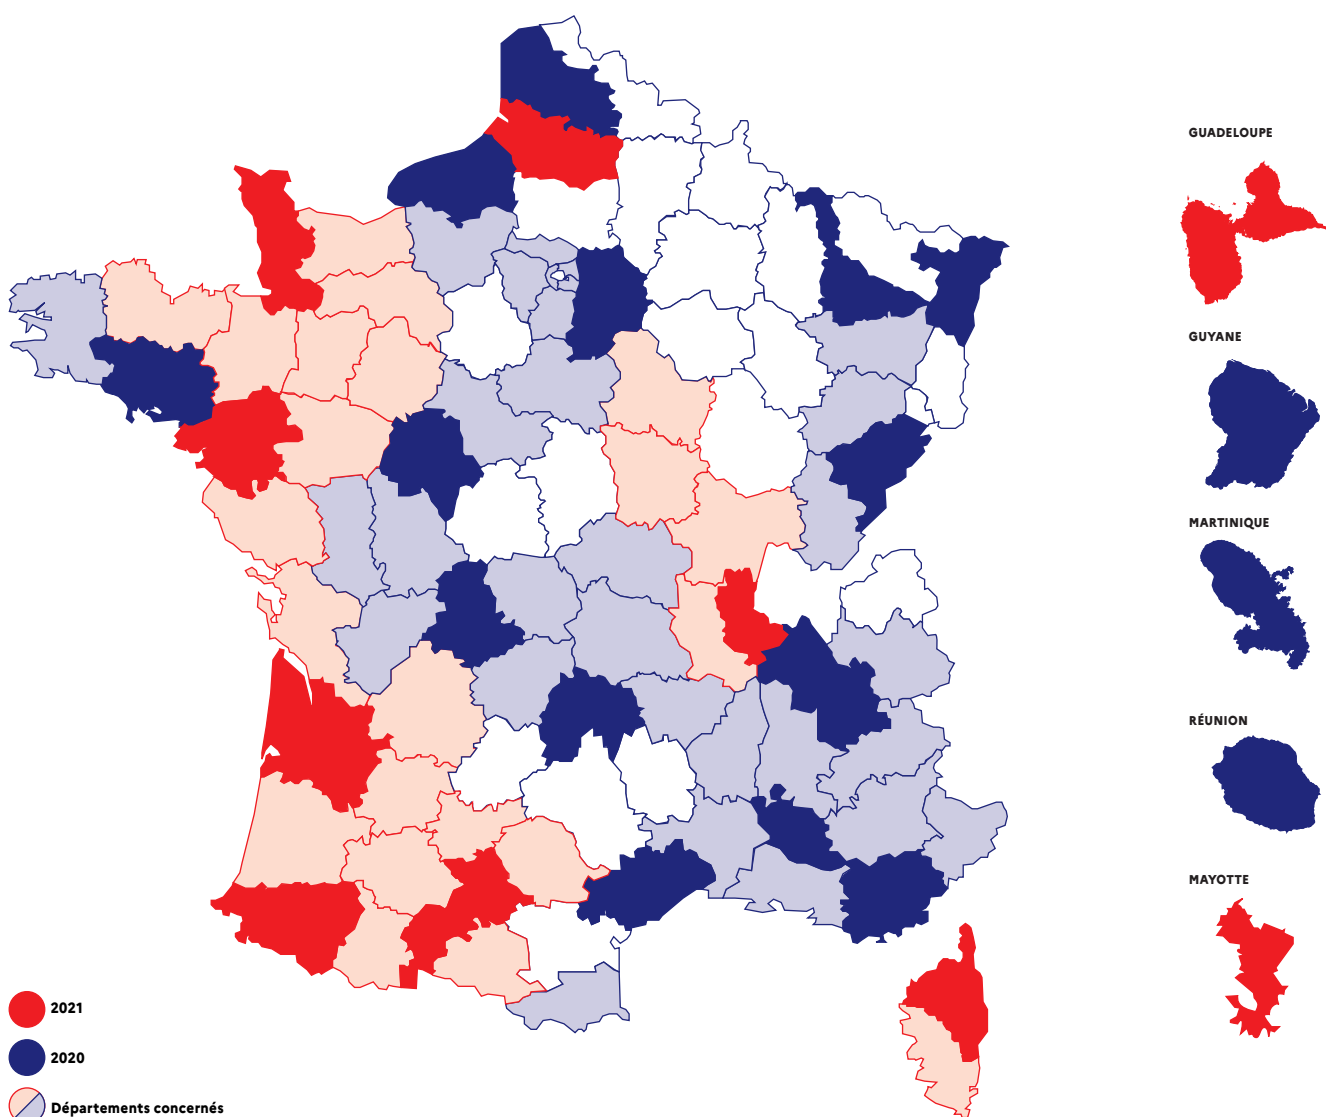 GUADELOUPE
GUYANE
MARTINIQUE
RÉUNION
MAYOTTE
2021
2020
Départements concernés